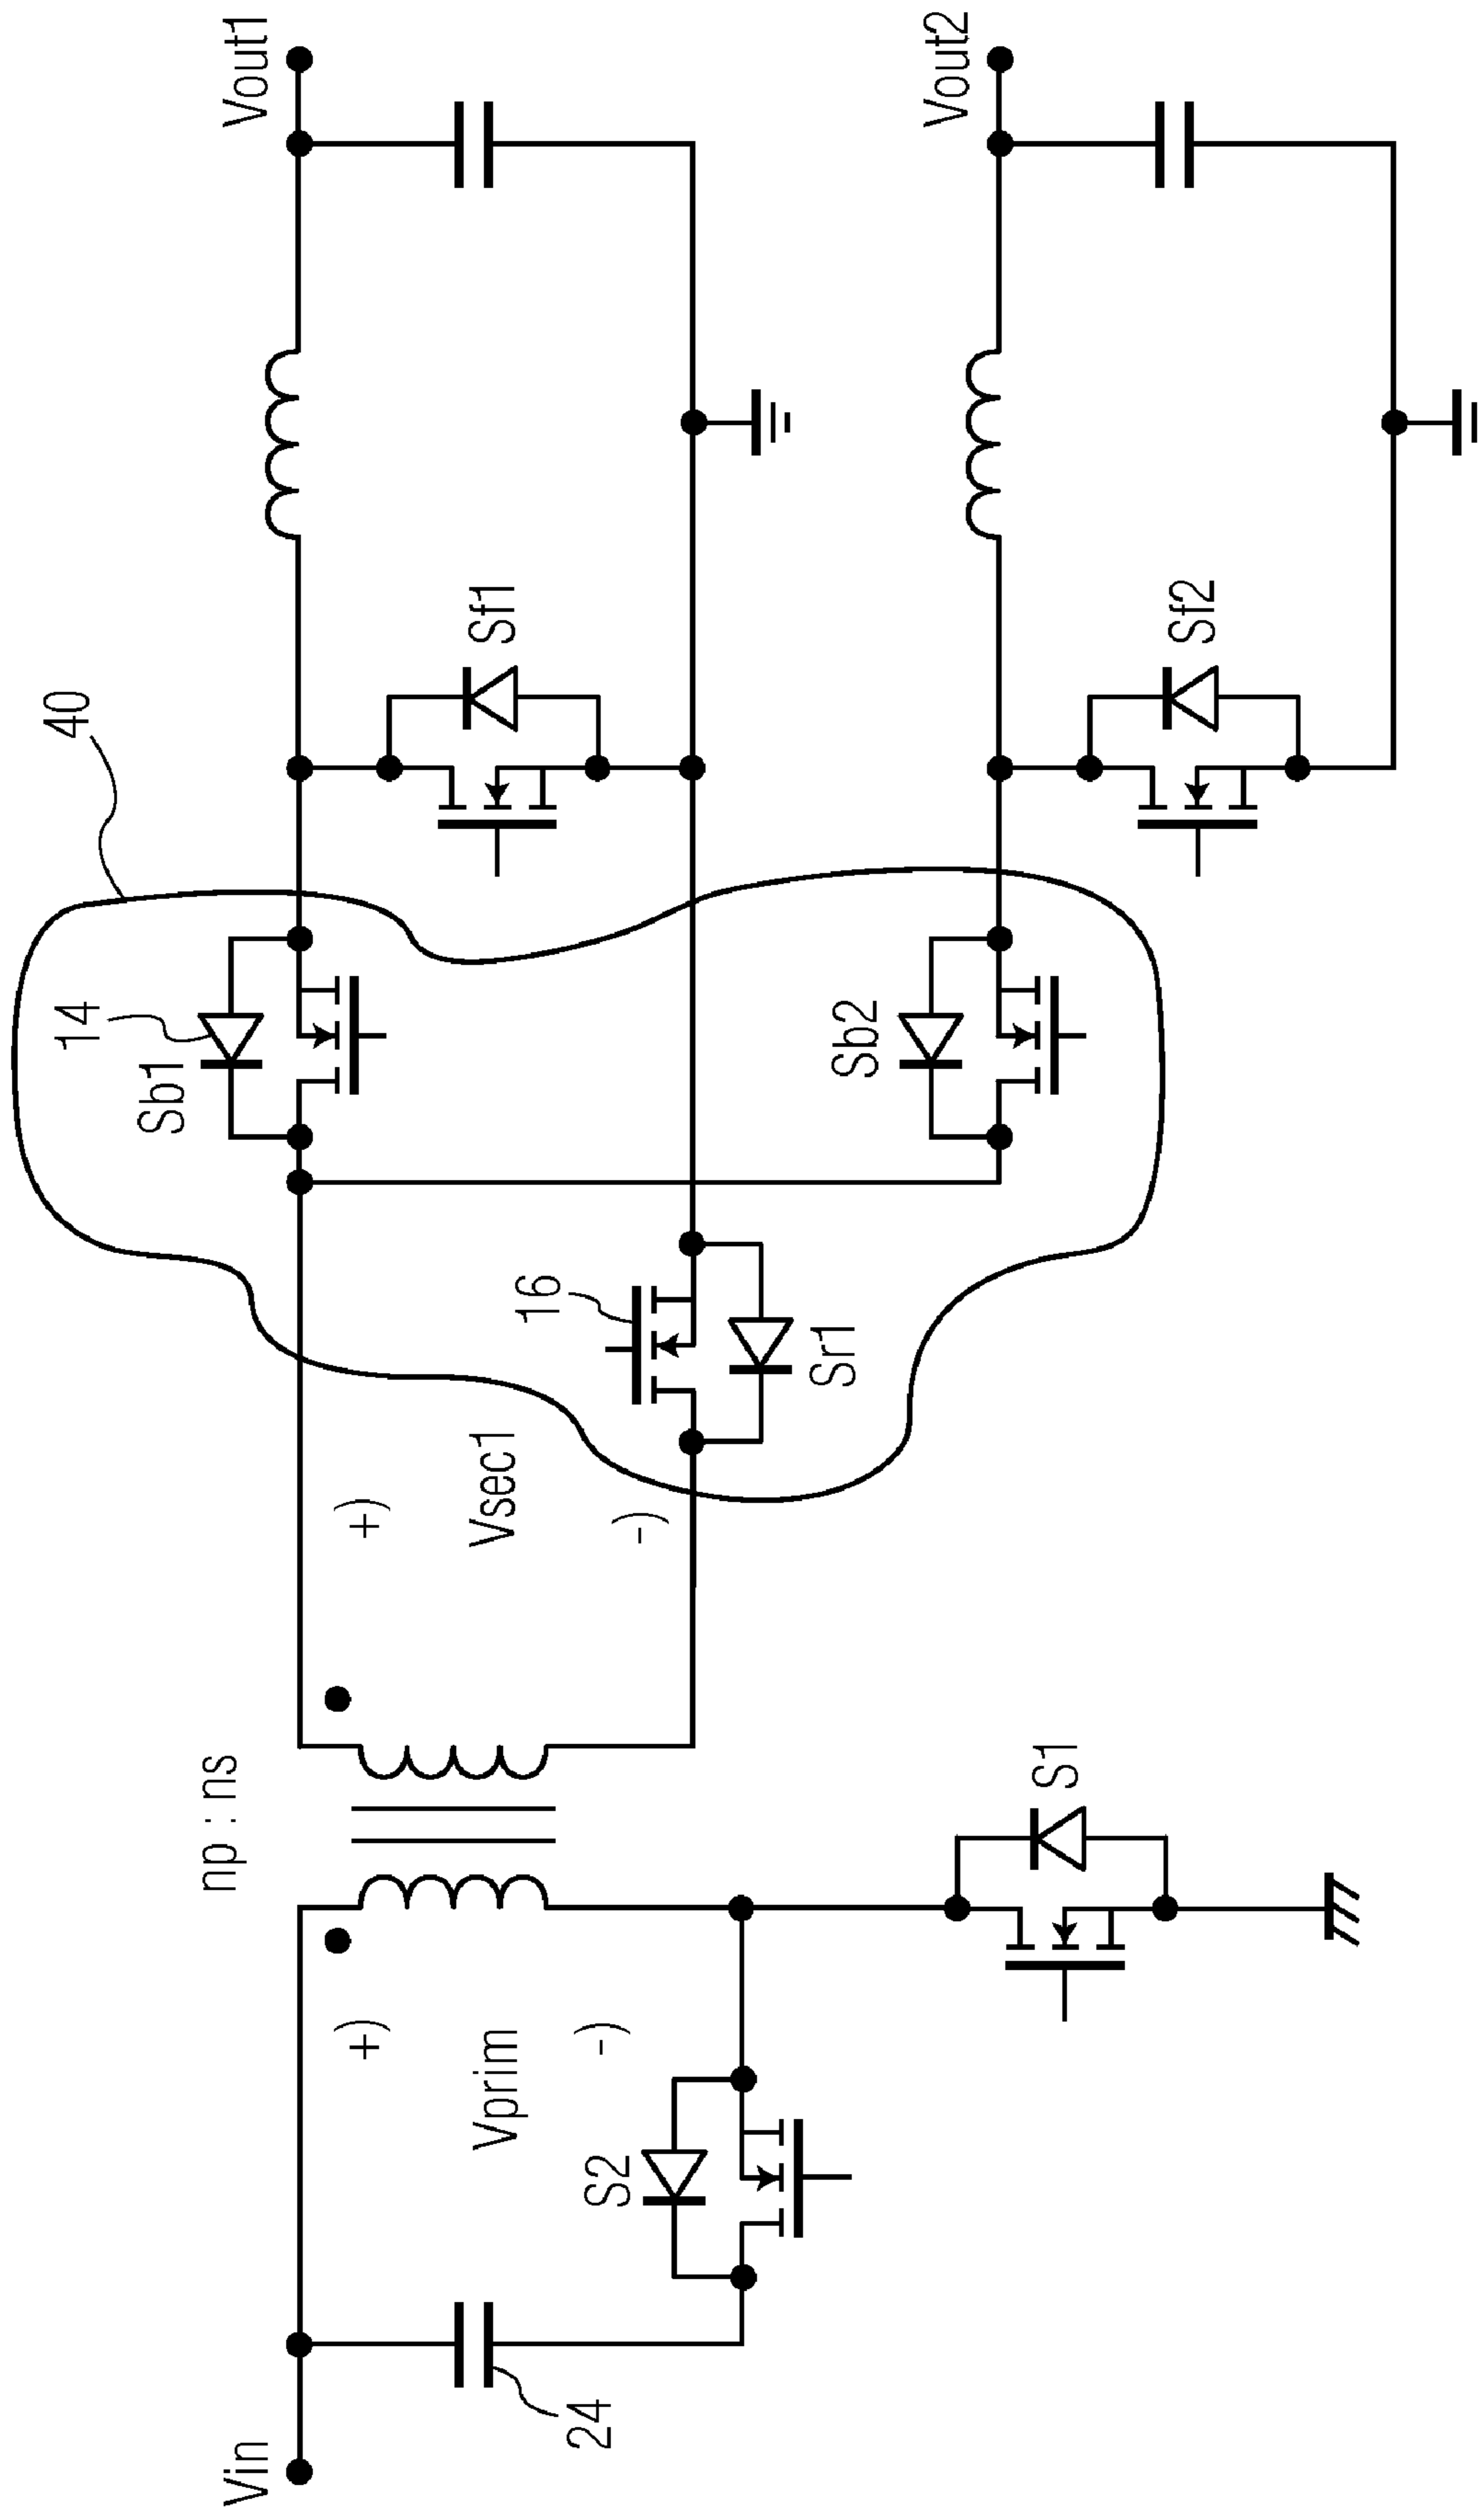 Vin
24
S2
Vprim
+)
-)
np:ns
S1
+)
Vsec1
-)
16
Sr1
Sb1
14
40
Sb2
Sf1
Sf2
Vout1
Vout2